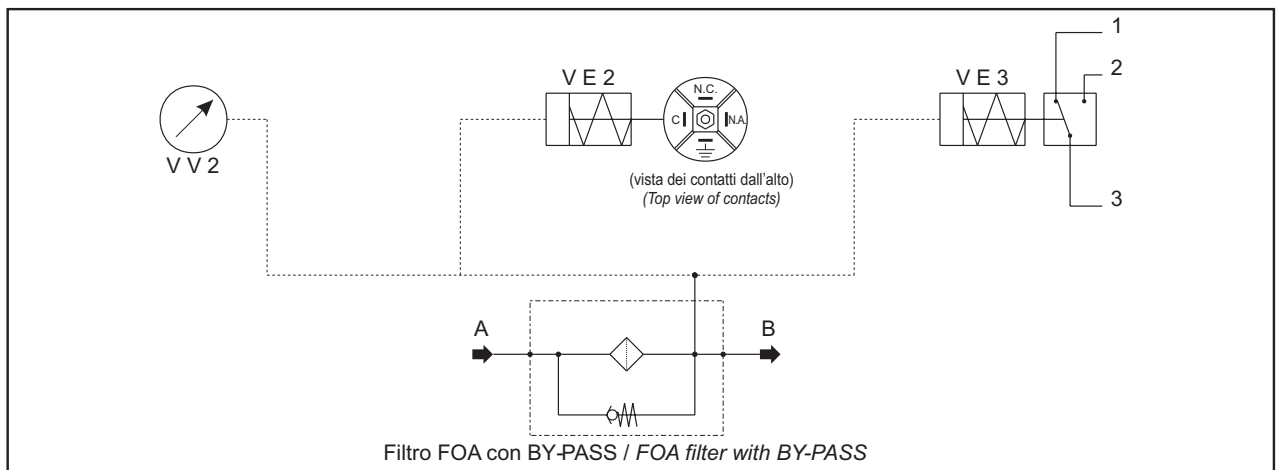 1
V E 2
V E 3
2
N.C.
C
N.A.
V V 2
(vista dei contatti dall'alto)
(Top view of contacts)
3
A
B
Filtro FOA con BY-PASS / FOA filter with BY-PASS